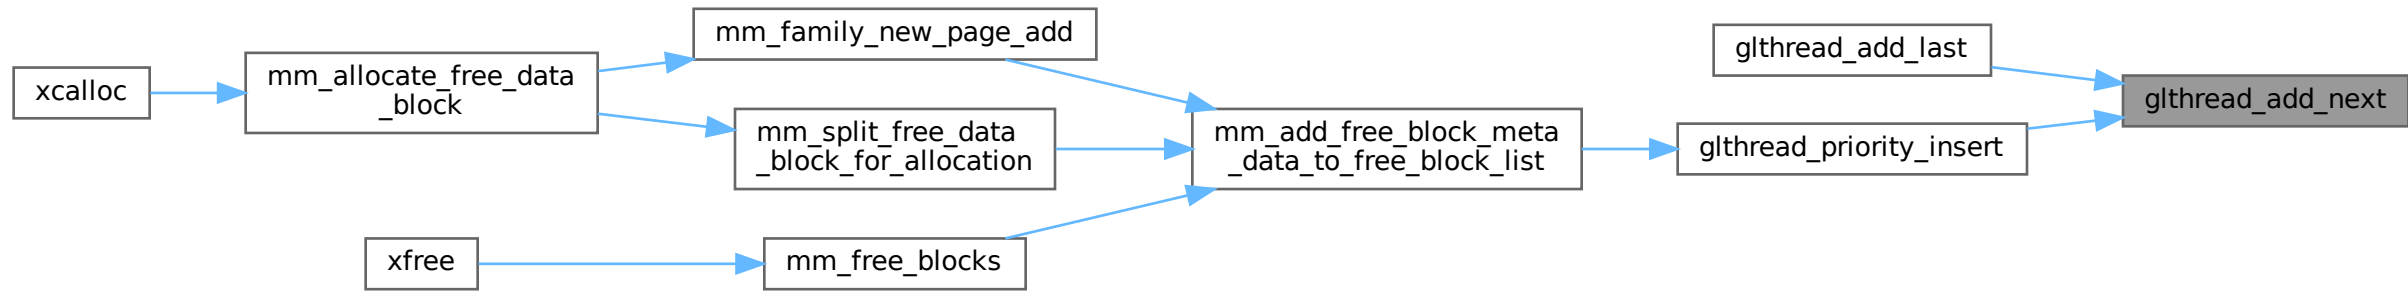 xcalloc
mm_allocate_free_data
_block
mm_family_new_page_add
mm_split_free_data
_block_for_allocation
xfree
mm_free_blocks
mm_add_free_block_meta
_data_to_free_block_list
glthread_add_last
glthread_priority_insert
glthread_add_next